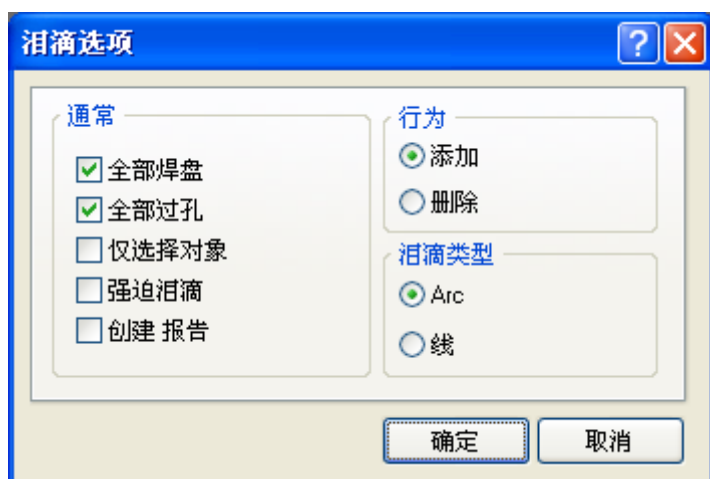 泪滴选项
通常
全部焊盘
全部过孔
仅选择对象
强迫泪滴
创建 报告
行为
添加
删除
泪滴类型
Arc
线
确定
取消